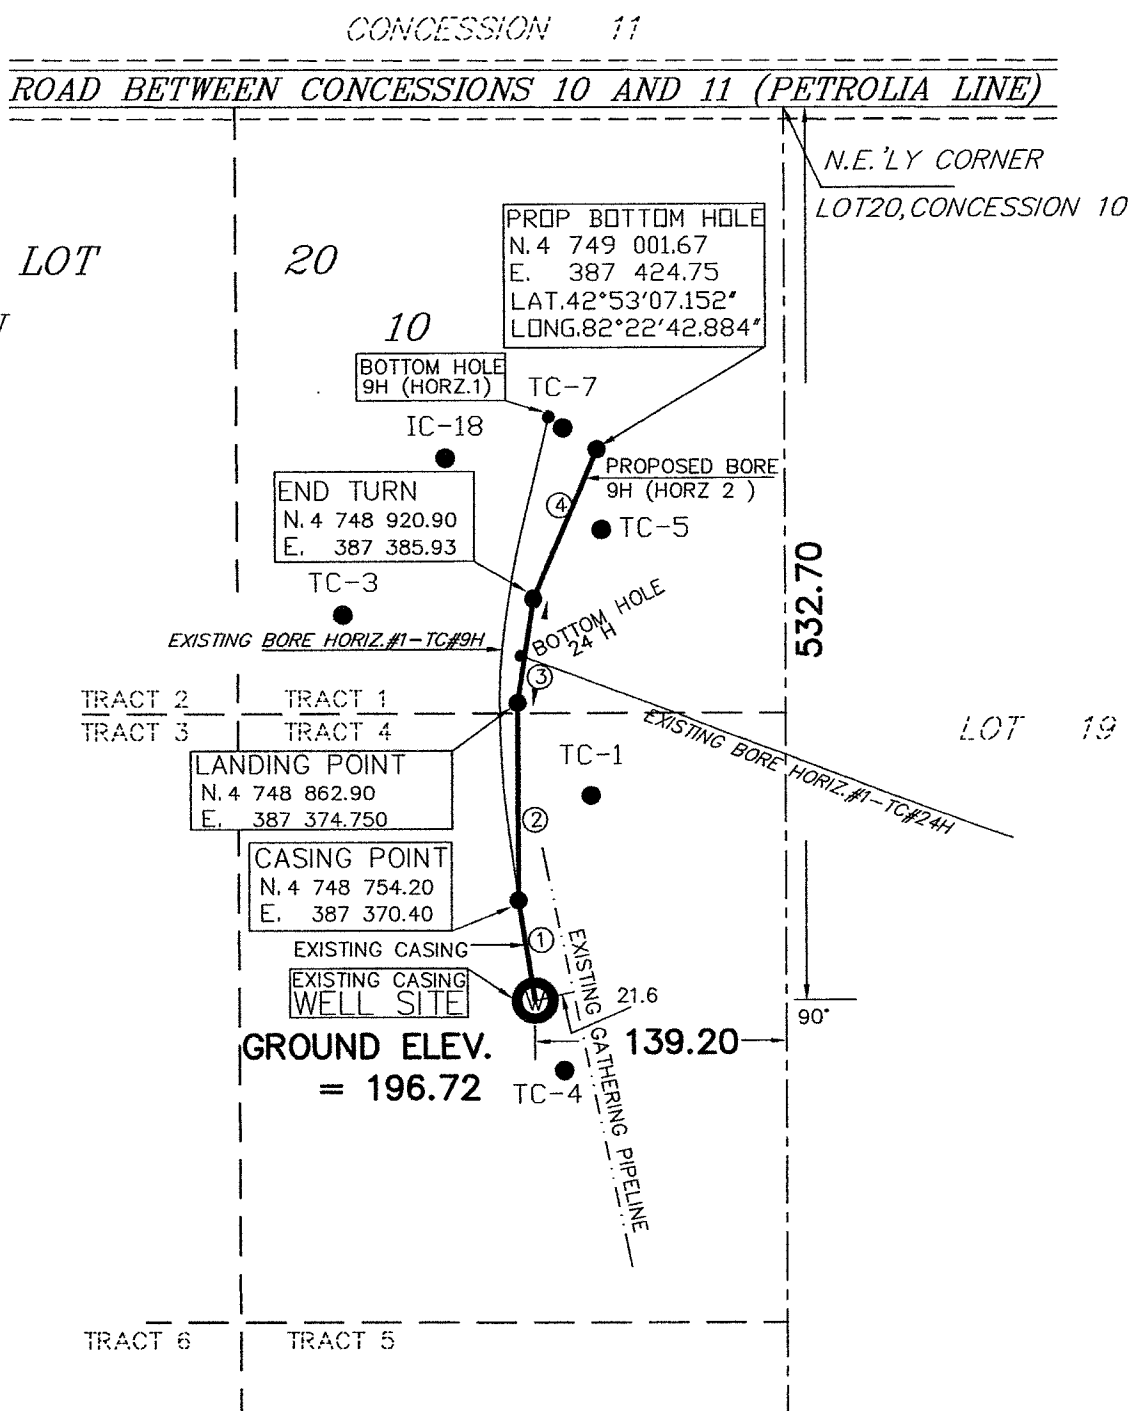 CONCESSION 11
ROAD BETWEEN CONCESSIONS 10 AND 11 (PETROLIA LINE)
N.E.'LY CORNER
LOT20,CONCESSION 10
LOT 20
10
PROP BOTTOM HOLE
N.4 749 001.67
E. 387 424.75
LAT.42°53'07.152"
LONG.82°22'42.884"
BOTTOM HOLE
9H (HORZ.1)
TC-7
IC-18
PROPOSED BORE
9H (HORZ 2 )
END TURN
N.4 748 920.90
E. 387 385.93
4
TC-5
TC-3
532.70
BOTTOM HOLE
24 H
EXISTING BORE HORIZ.#1-TC#9H
3
TRACT 2 TRACT 1
TRACT 3 TRACT 4
EXISTING BORE HORIZ.#1-TC#24H
LOT 19
LANDING POINT
N.4 748 862.90
E. 387 374.750
TC-1
2
CASING POINT
N.4 748 754.20
E. 387 370.40
1
EXISTING CASING
EXISTING CASING
WELL SITE
W
21.6
90°
EXISTING GATHERING PIPELINE
GROUND ELEV.
= 196.72
139.20
TC-4
TRACT 6 TRACT 5